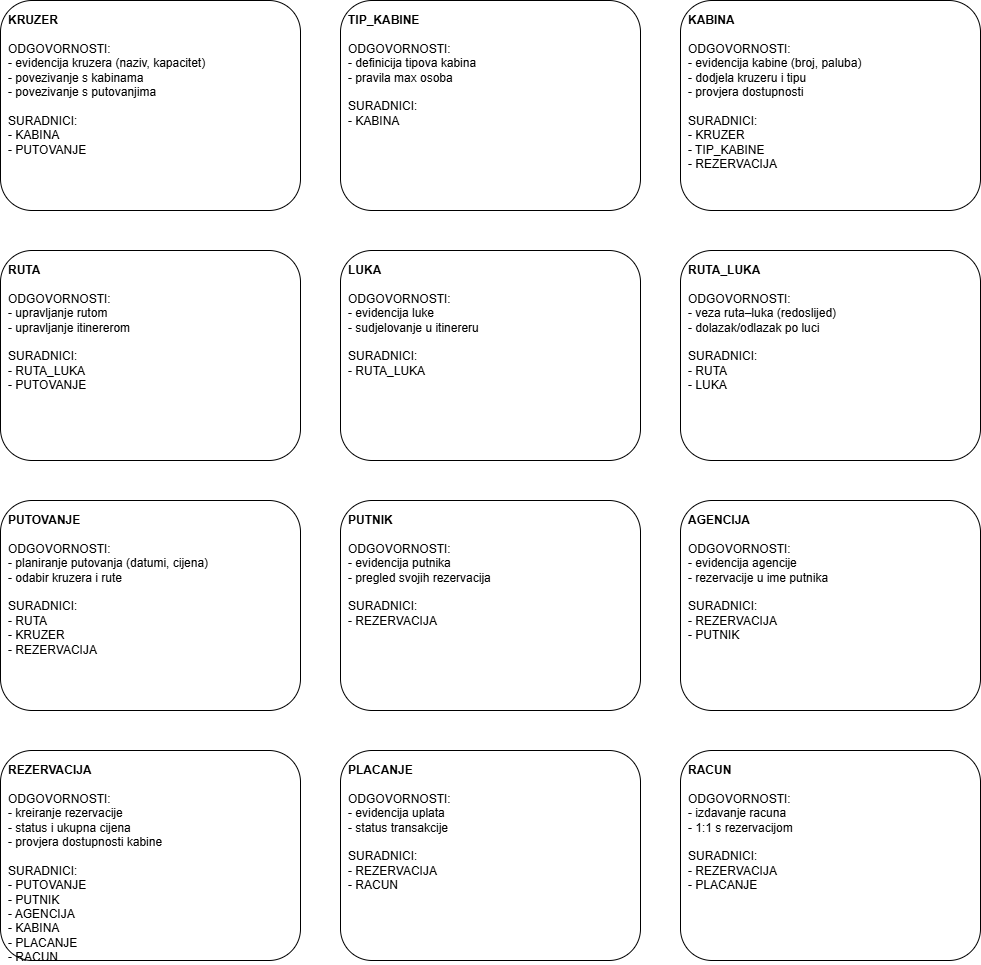 KRUZER
ODGOVORNOSTI:
- evidencija kruzera (naziv, kapacitet)
- povezivanje s kabinama
- povezivanje s putovanjima
SURADNICI:
- KABINA
- PUTOVANJE
TIP_KABINE
ODGOVORNOSTI:
- definicija tipova kabina
- pravila max osoba
SURADNICI:
- KABINA
KABINA
ODGOVORNOSTI:
- evidencija kabine (broj, paluba)
- dodjela kruzeru i tipu
- provjera dostupnosti
SURADNICI:
- KRUZER
- TIP_KABINE
- REZERVACIJA
RUTA
ODGOVORNOSTI:
- upravljanje rutom
- upravljanje itinererom
SURADNICI:
- RUTA_LUKA
- PUTOVANJE
LUKA
ODGOVORNOSTI:
- evidencija luke
- sudjelovanje u itinereru
SURADNICI:
- RUTA_LUKA
RUTA_LUKA
ODGOVORNOSTI:
- veza ruta–luka (redoslijed)
- dolazak/odlazak po luci
SURADNICI:
- RUTA
- LUKA
PUTOVANJE
ODGOVORNOSTI:
- planiranje putovanja (datumi, cijena)
- odabir kruzera i rute
SURADNICI:
- RUTA
- KRUZER
- REZERVACIJA
PUTNIK
ODGOVORNOSTI:
- evidencija putnika
- pregled svojih rezervacija
SURADNICI:
- REZERVACIJA
AGENCIJA
ODGOVORNOSTI:
- evidencija agencije
- rezervacije u ime putnika
SURADNICI:
- REZERVACIJA
- PUTNIK
REZERVACIJA
ODGOVORNOSTI:
- kreiranje rezervacije
- status i ukupna cijena
- provjera dostupnosti kabine
SURADNICI:
- PUTOVANJE
- PUTNIK
- AGENCIJA
- KABINA
- PLACANJE
- RACUN
PLACANJE
ODGOVORNOSTI:
- evidencija uplata
- status transakcije
SURADNICI:
- REZERVACIJA
- RACUN
RACUN
ODGOVORNOSTI:
- izdavanje racuna
- 1:1 s rezervacijom
SURADNICI:
- REZERVACIJA
- PLACANJE